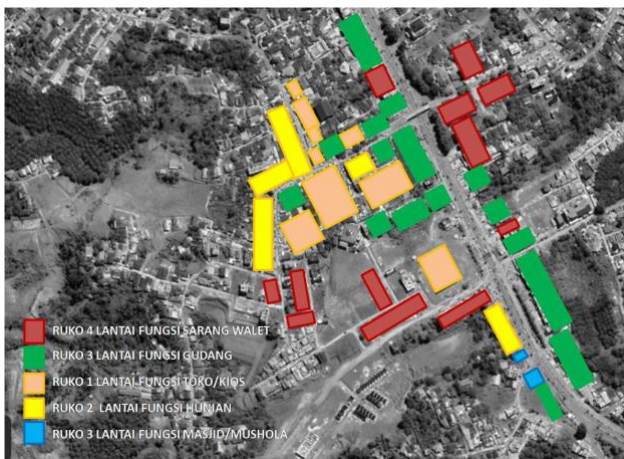 RUKO 4 LANTAI FUNGSI SARANG WALET
RUKO 3 LANTAI FUNGSI GUDANG
RUKO 1 LANTAI FUNGSI TOKO/KIOS
RUKO 2 LANTAI FUNGSI HUNIAN
RUKO 3 LANTAI FUNGSI MASJID/MUSHOLA